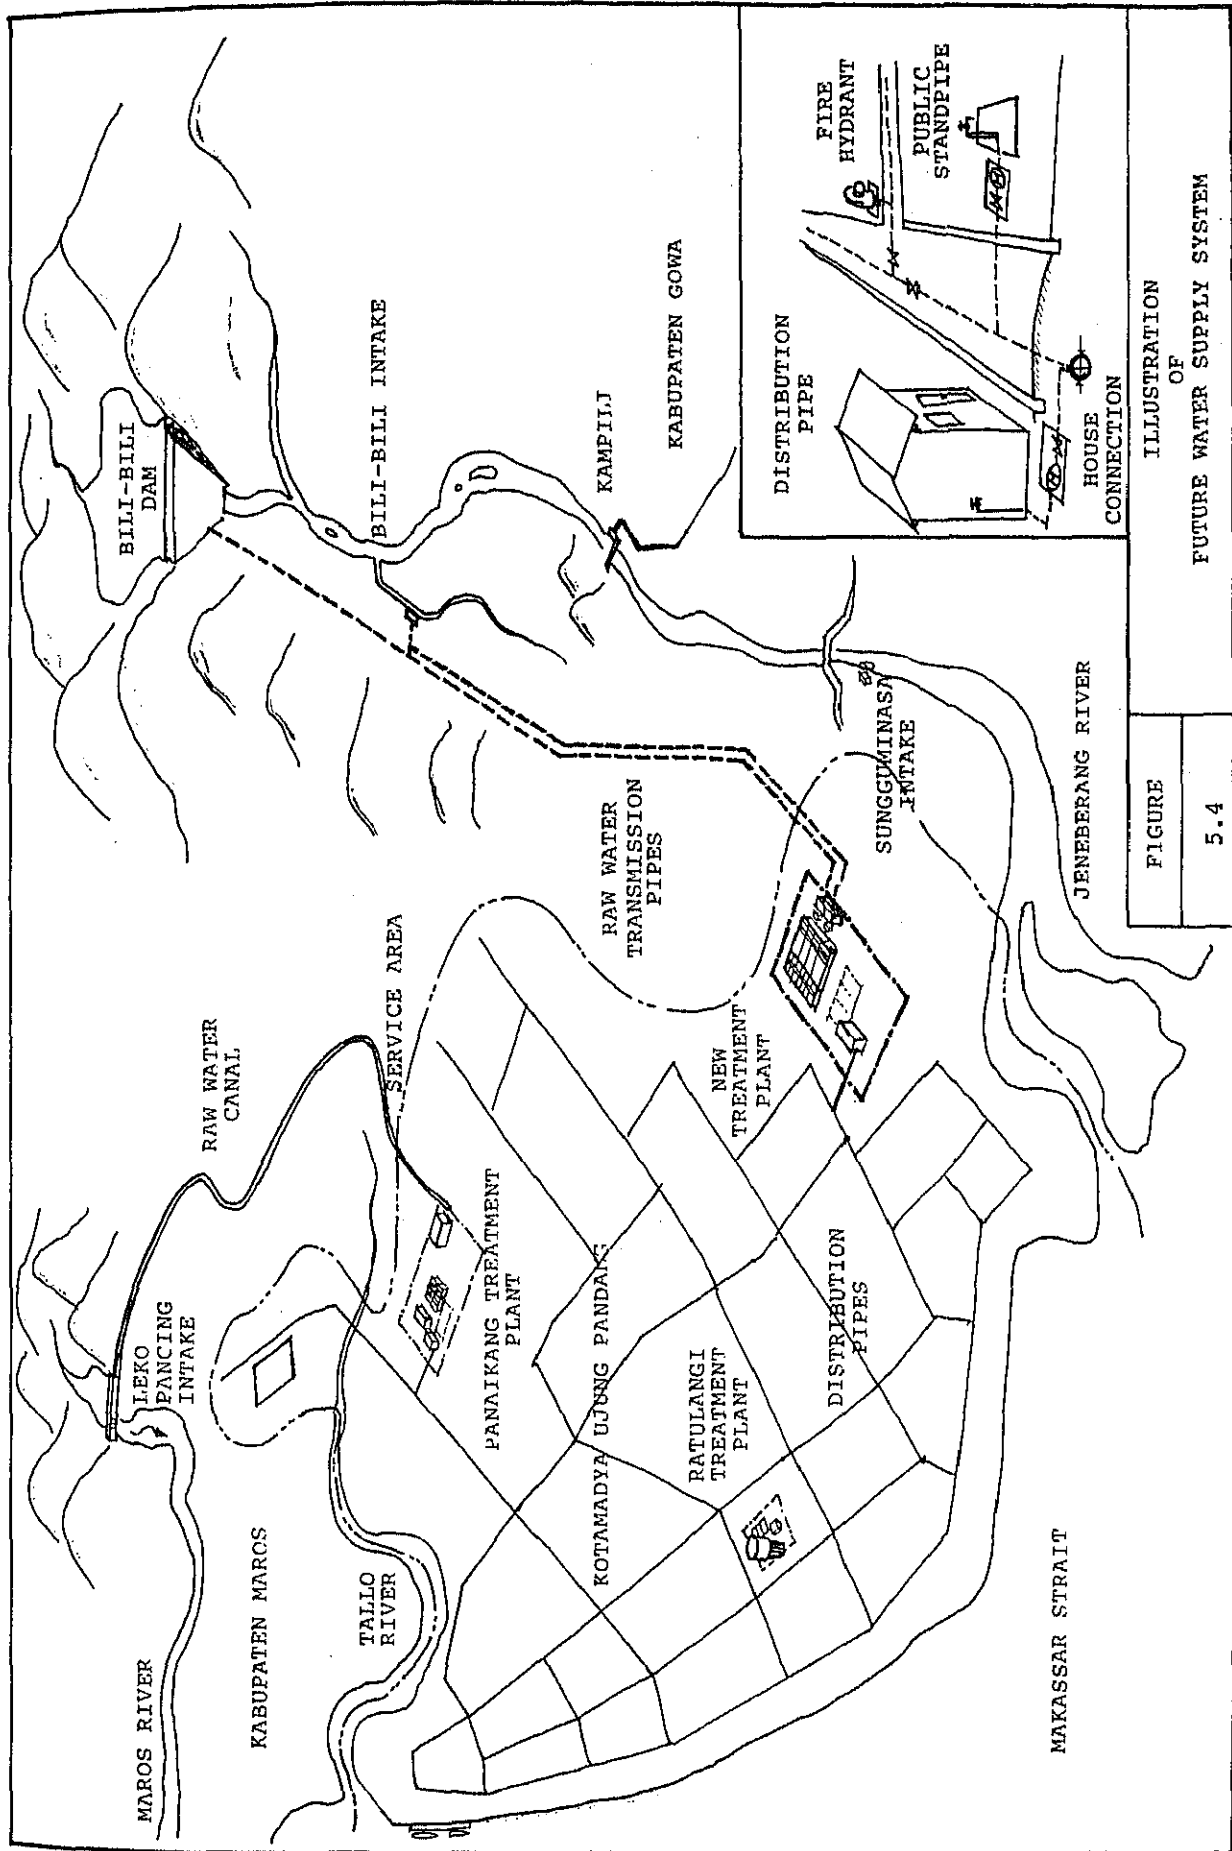 MAROS RIVER
LEKO
PANCING
INTAKE
RAW WATER
CANAL
BILI-BILI
DAM
KABUPATEN MAROS
TALLO
RIVER
SERVICE AREA
BILI-BILI INTAKE
PANAIKANG TREATMENT
PLANT
RAW WATER
TRANSMISSION
PIPES
KAMPILJ
KABUPATEN GOWA
KOTAMADYA UJUNG PANDANG
RATULANGI
TREATMENT
PLANT
NEW
TREATMENT
PLANT
DISTRIBUTION
PIPES
SUNGGUMINASA
INTAKE
JENEBERANG RIVER
MAKASSAR STRAIT
DISTRIBUTION
PIPE
FIRE
HYDRANT
PUBLIC
STANDPIPE
HOUSE
CONNECTION
FIGURE
5.4
ILLUSTRATION
OF
FUTURE WATER SUPPLY SYSTEM